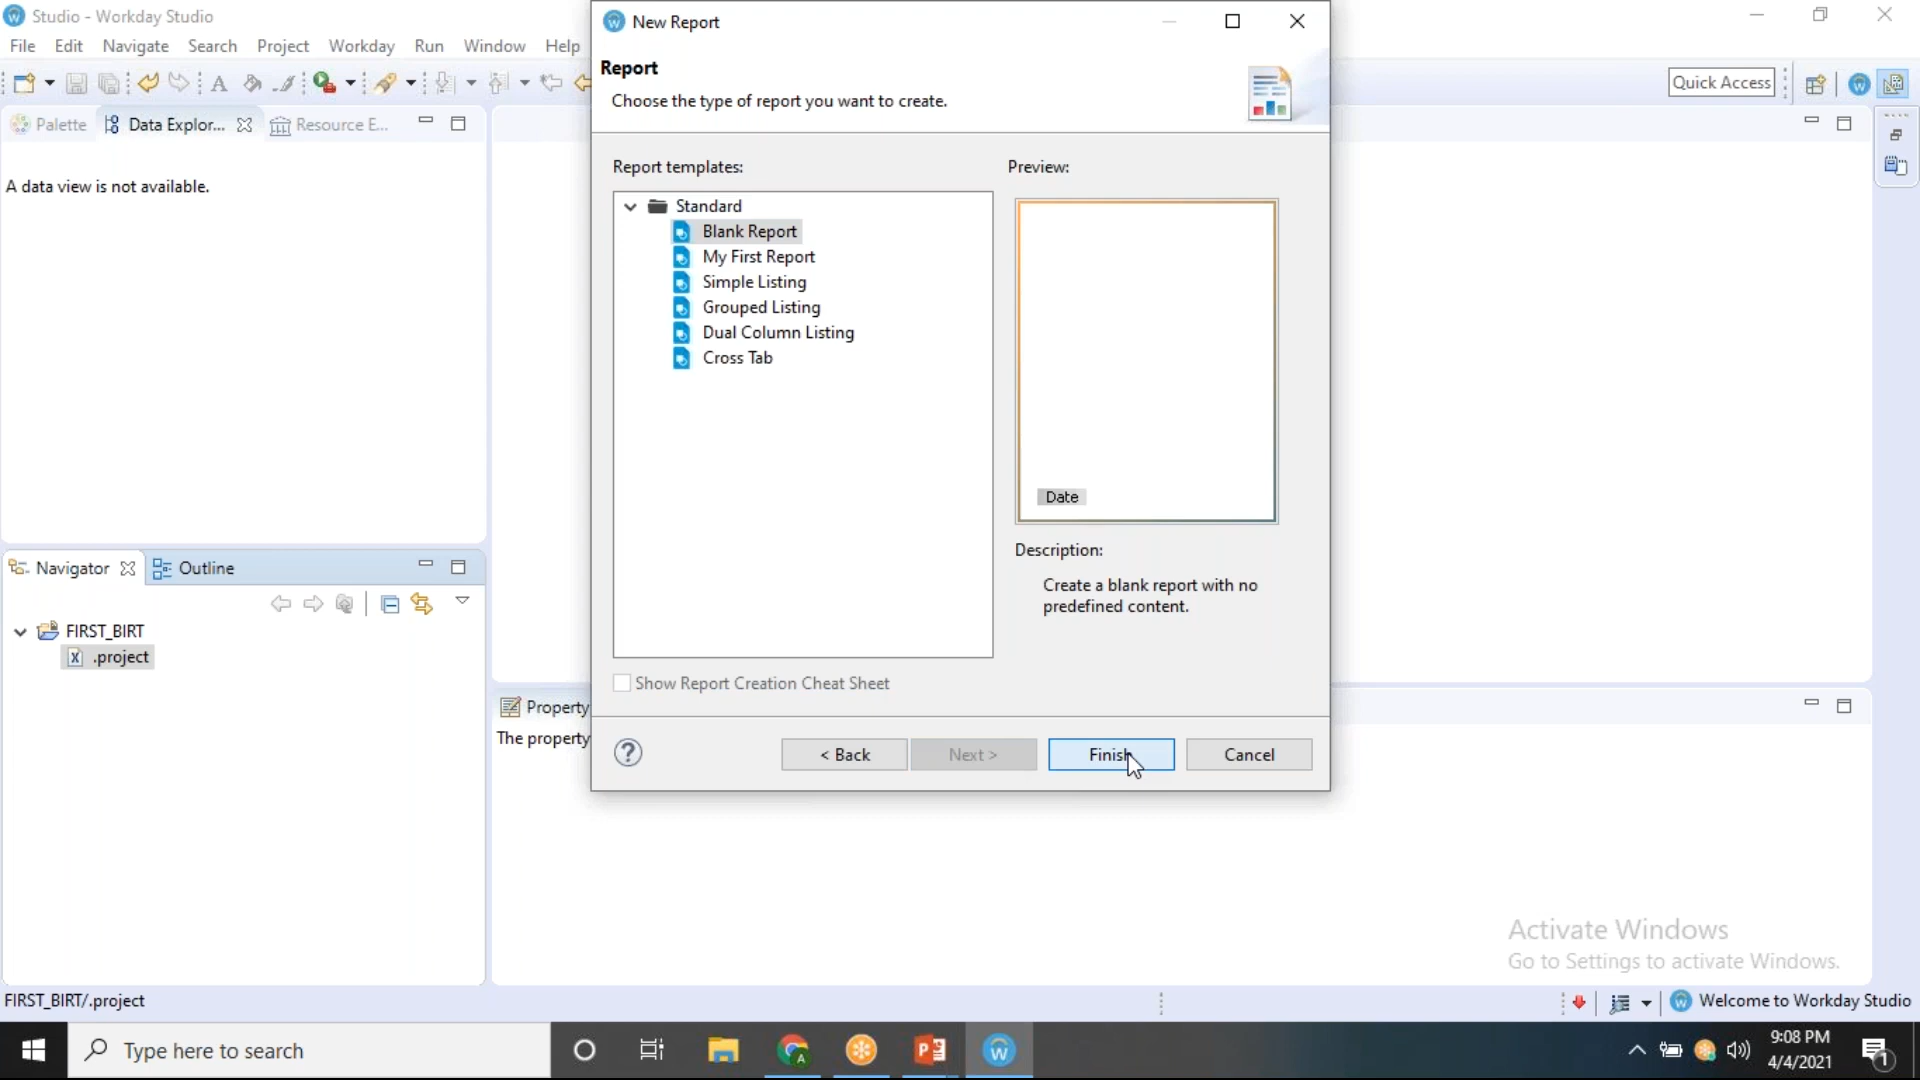 Studio - Workday Studio
File Edit Navigate Search Project Workday Run Window Help
Quick Access
Palette Data Explor... Resource E...
A data view is not available.
Navigator Outline
FIRST_BIRT
.project
New Report
Report
Choose the type of report you want to create.
Report templates:
Standard
Blank Report
My First Report
Simple Listing
Grouped Listing
Dual Column Listing
Cross Tab
Preview:
Date
Description:
Create a blank report with no
predefined content.
Show Report Creation Cheat Sheet
< Back Next > Finish Cancel
Property
The property
Activate Windows
Go to Settings to activate Windows.
FIRST_BIRT/.project
Welcome to Workday Studio
Type here to search
9:08 PM
4/4/2021
1